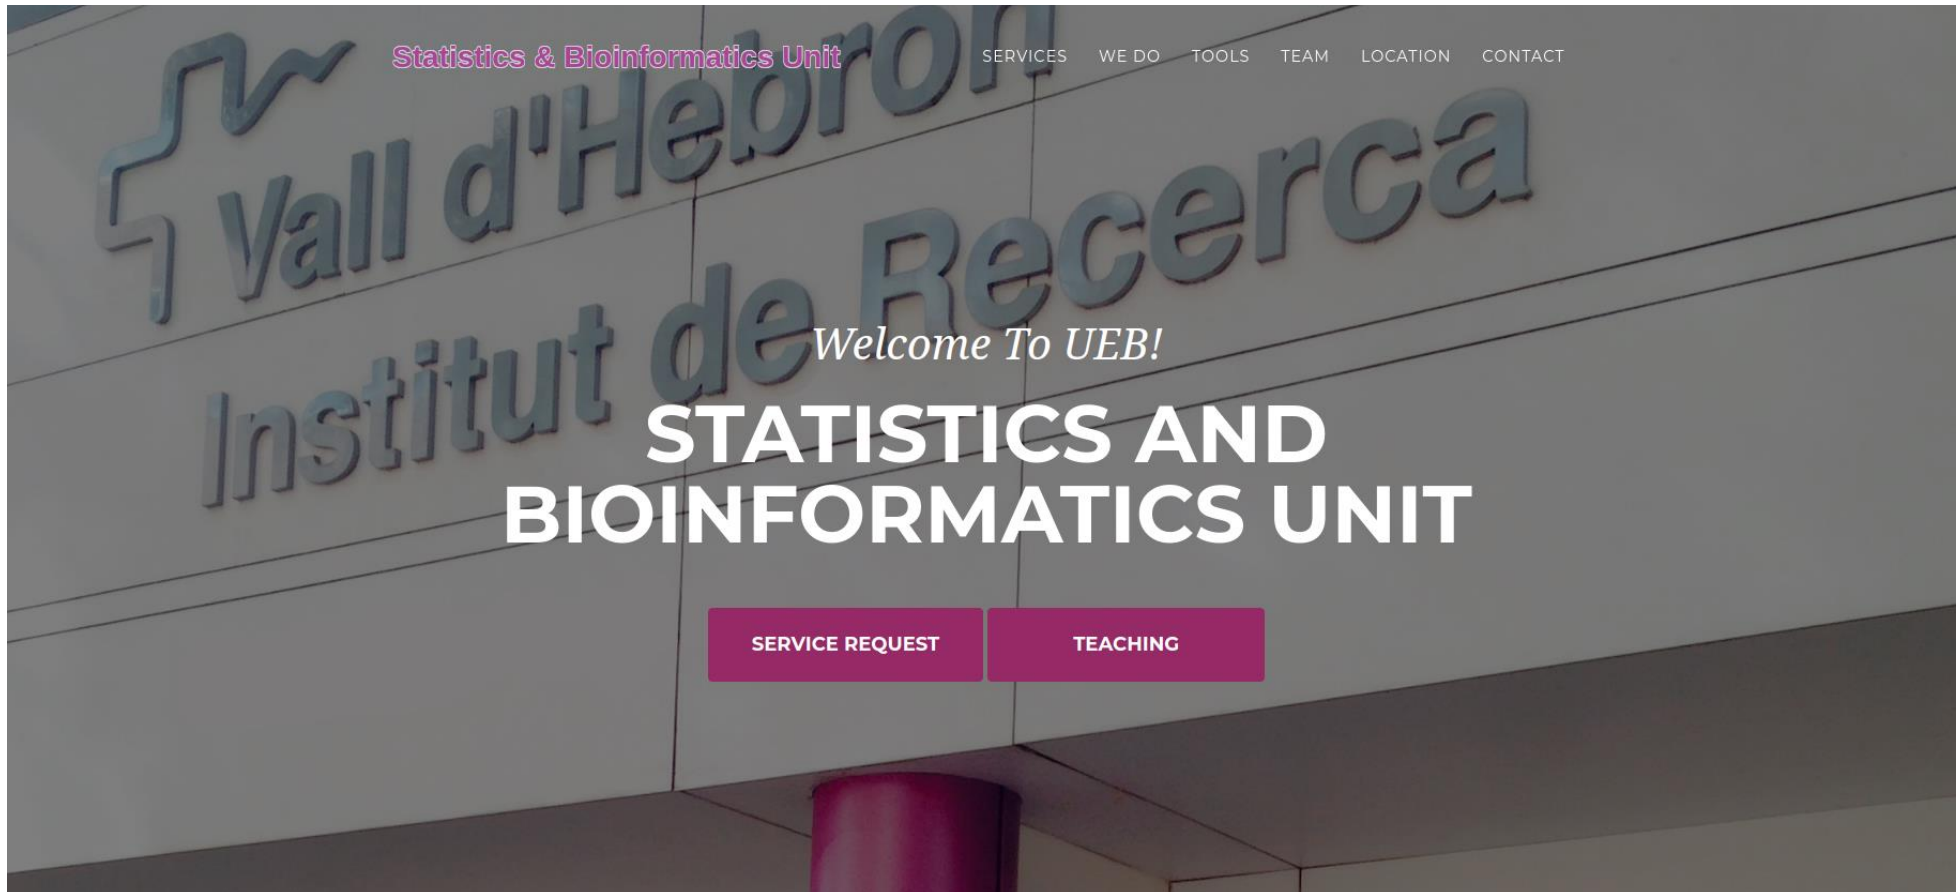 Statistics & Bioinformatics Unit
SERVICES WE DO TOOLS TEAM LOCATION CONTACT
Vall d'Hebron
Institut de Recerca
Welcome To UEB!
STATISTICS AND
BIOINFORMATICS UNIT
SERVICE REQUEST
TEACHING